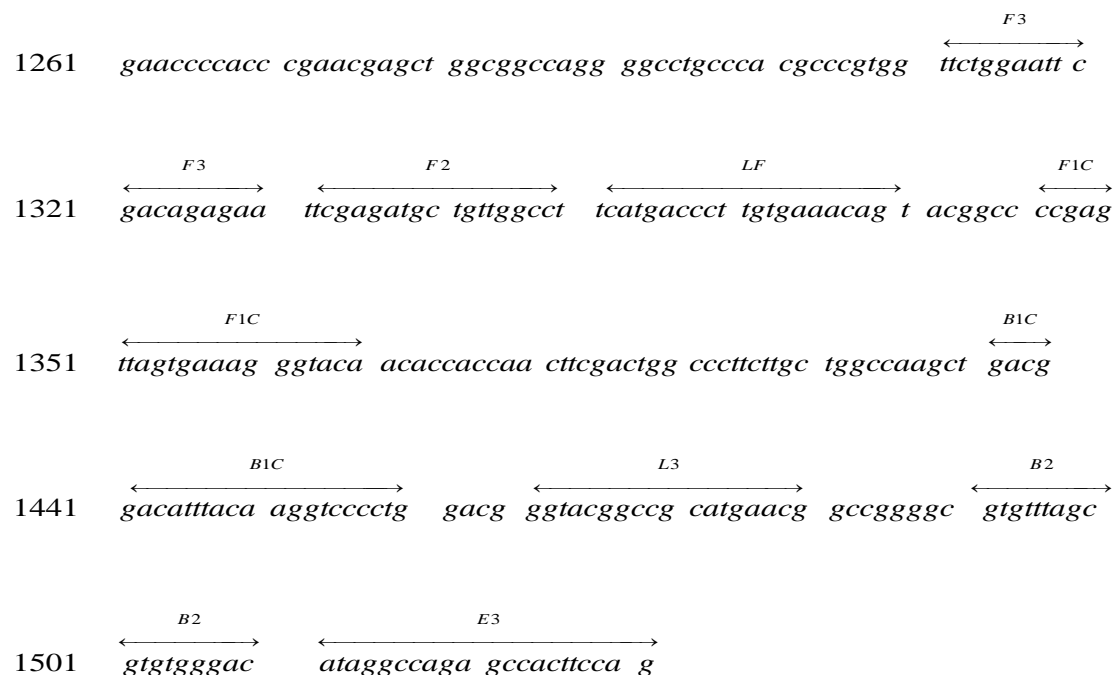 F3
1261 gaaccccacc cgaacgagct ggcggccagg ggcctgccca cgcccgtgg ttctggaatt c
F3 F2 LF F1C
1321 gacagagaa ttcgagatgc tgttggcct tcatgaccct tgtgaaacag t acggcc ccgag
F1C B1C
1351 ttagtgaaag ggtaca acaccaccaa cttcgactgg cccttcttgc tggccaagct gacg
B1C L3 B2
1441 gacatttaca aggtcccctg gacg ggtacggccg catgaacg gccggggc gtgtttagc
B2 E3
1501 gtgtgggac ataggccaga gccacttcca g